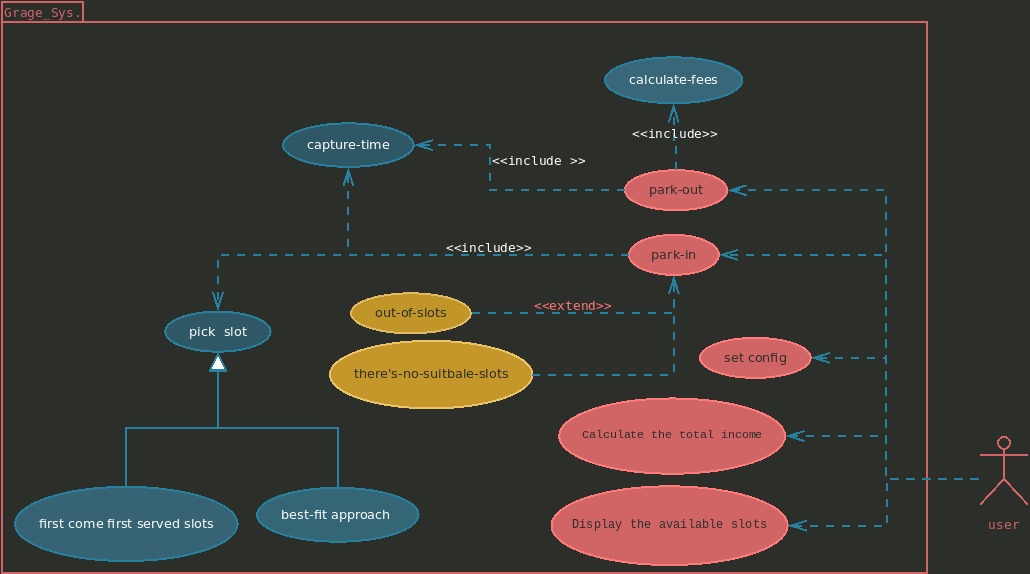 Grage_Sys.
calculate-fees
<<include>>
capture-time
<<include >>
park-out
<<include>>
park-in
<<extend>>
out-of-slots
pick  slot
set config
there's-no-suitbale-slots
Calculate the total income
first come first served slots
best-fit approach
Display the available slots
user